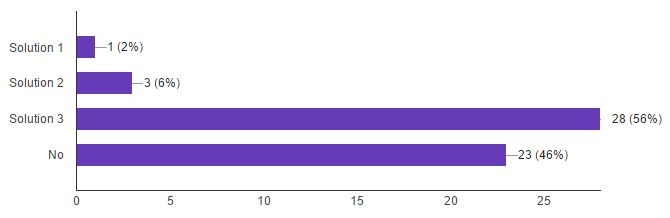 Solution 1 1 (2%)
Solution 2 3 (6%)
Solution 3 28 (56%)
No 23 (46%)
0 5 10 15 20 25